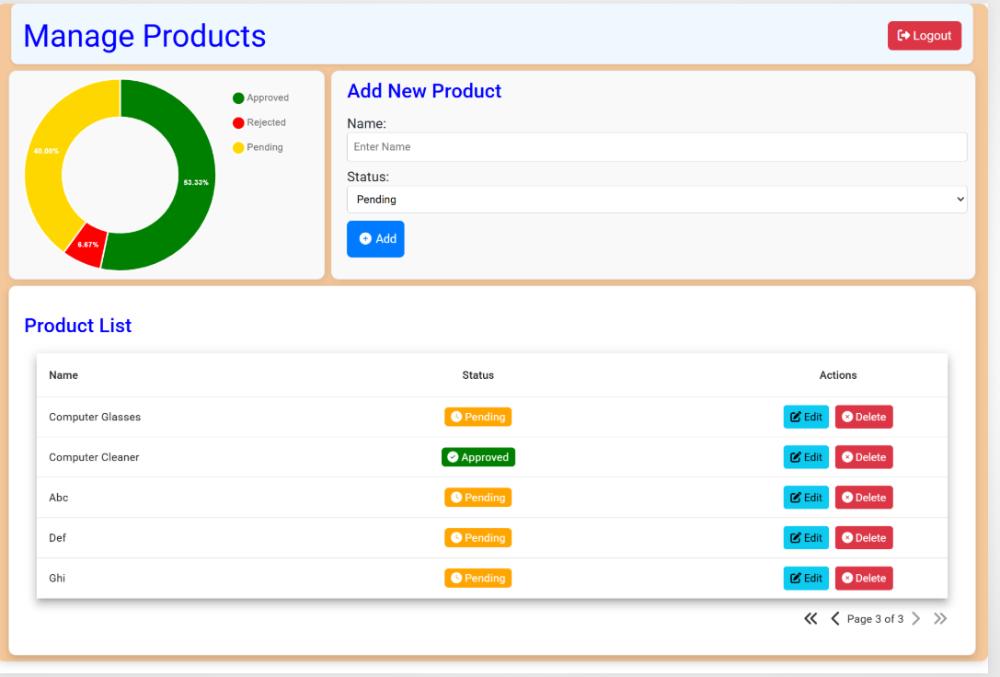 Manage Products
Logout
Approved
Rejected
Pending
40.00%
53.33%
6.67%
Add New Product
Name:
Enter Name
Status:
Pending
Add
Product List
Name Status Actions
Computer Glasses Pending Edit Delete
Computer Cleaner Approved Edit Delete
Abc Pending Edit Delete
Def Pending Edit Delete
Ghi Pending Edit Delete
Page 3 of 3